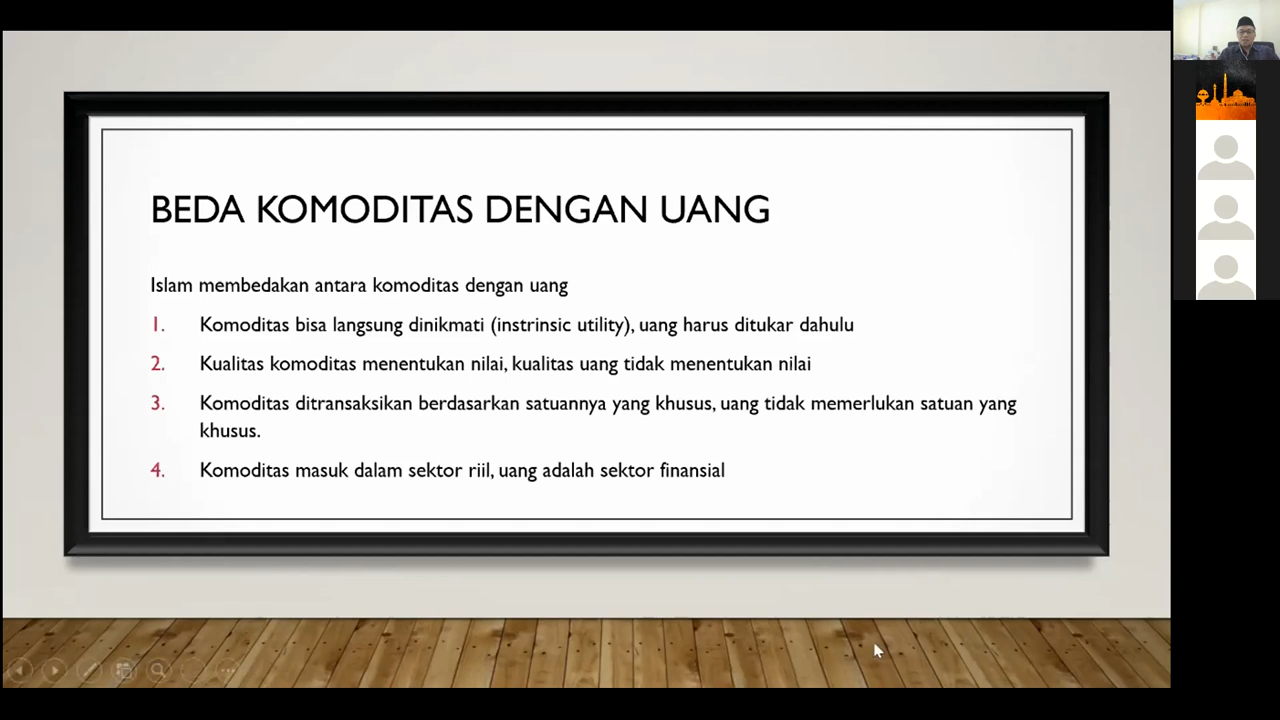 BEDA KOMODITAS DENGAN UANG
Islam membedakan antara komoditas dengan uang
1. Komoditas bisa langsung dinikmati (instrinsic utility), uang harus ditukar dahulu
2. Kualitas komoditas menentukan nilai, kualitas uang tidak menentukan nilai
3. Komoditas ditransaksikan berdasarkan satuannya yang khusus, uang tidak memerlukan satuan yang
khusus.
4. Komoditas masuk dalam sektor riil, uang adalah sektor finansial